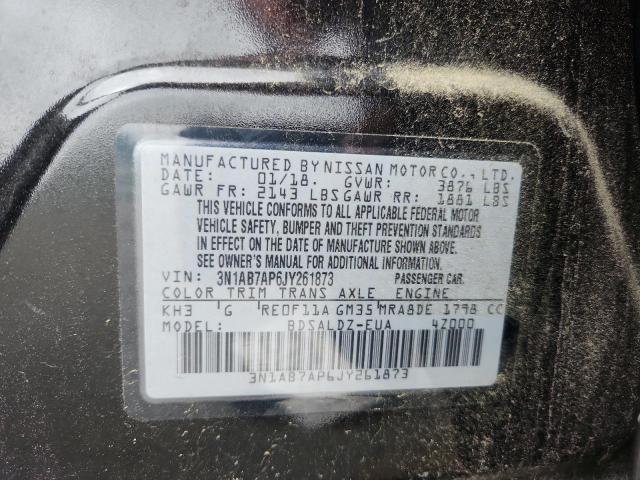 MANUFACTURED BY NISSAN MOTOR CO., LTD.
DATE: 01/18. GVWR: 3876 LBS
GAWR FR: 2143 LBS GAWR RR: 1881 LBS
THIS VEHICLE CONFORMS TO ALL APPLICABLE FEDERAL MOTOR
VEHICLE SAFETY, BUMPER AND THEFT PREVENTION STANDARDS
IN EFFECT ON THE DATE OF MANUFACTURE SHOWN ABOVE.
SEE OWNER'S MANUAL FOR ADDITIONAL INFORMATION.
VIN: 3N1AB7AP6JY261873 PASSENGER CAR.
COLOR TRIM TRANS AXLE ENGINE
KH3 G RE0F11A GM35 MRA8DE 1798 CC
MODEL: BDSALDZ-EUA 4Z000
3N1AB7AP6JY261873